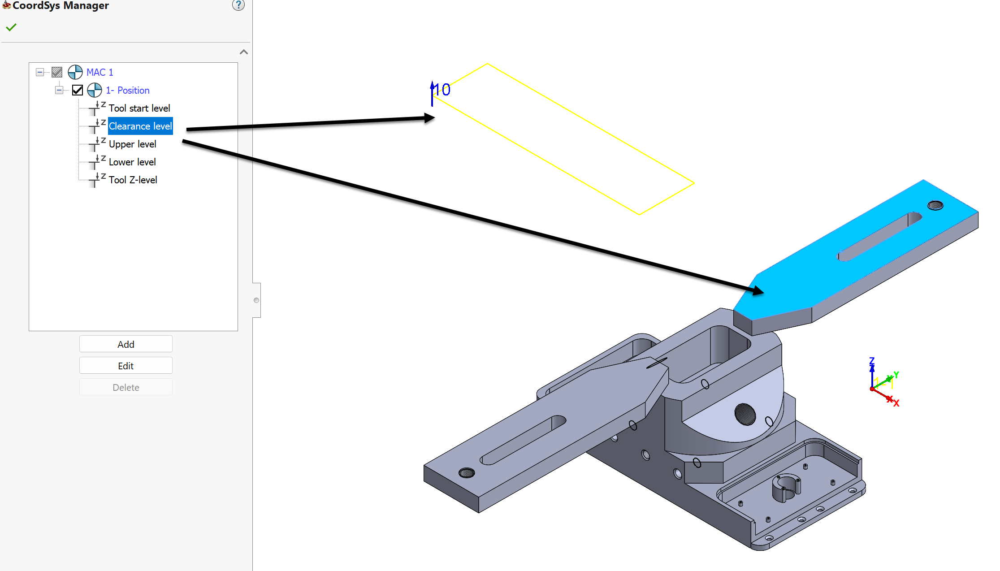 CoordSys Manager
?
MAC 1
1- Position
Z Tool start level
Z Clearance level
Z Upper level
Z Lower level
Z Tool Z-level
Add
Edit
Delete
10
Z
Y
X
X